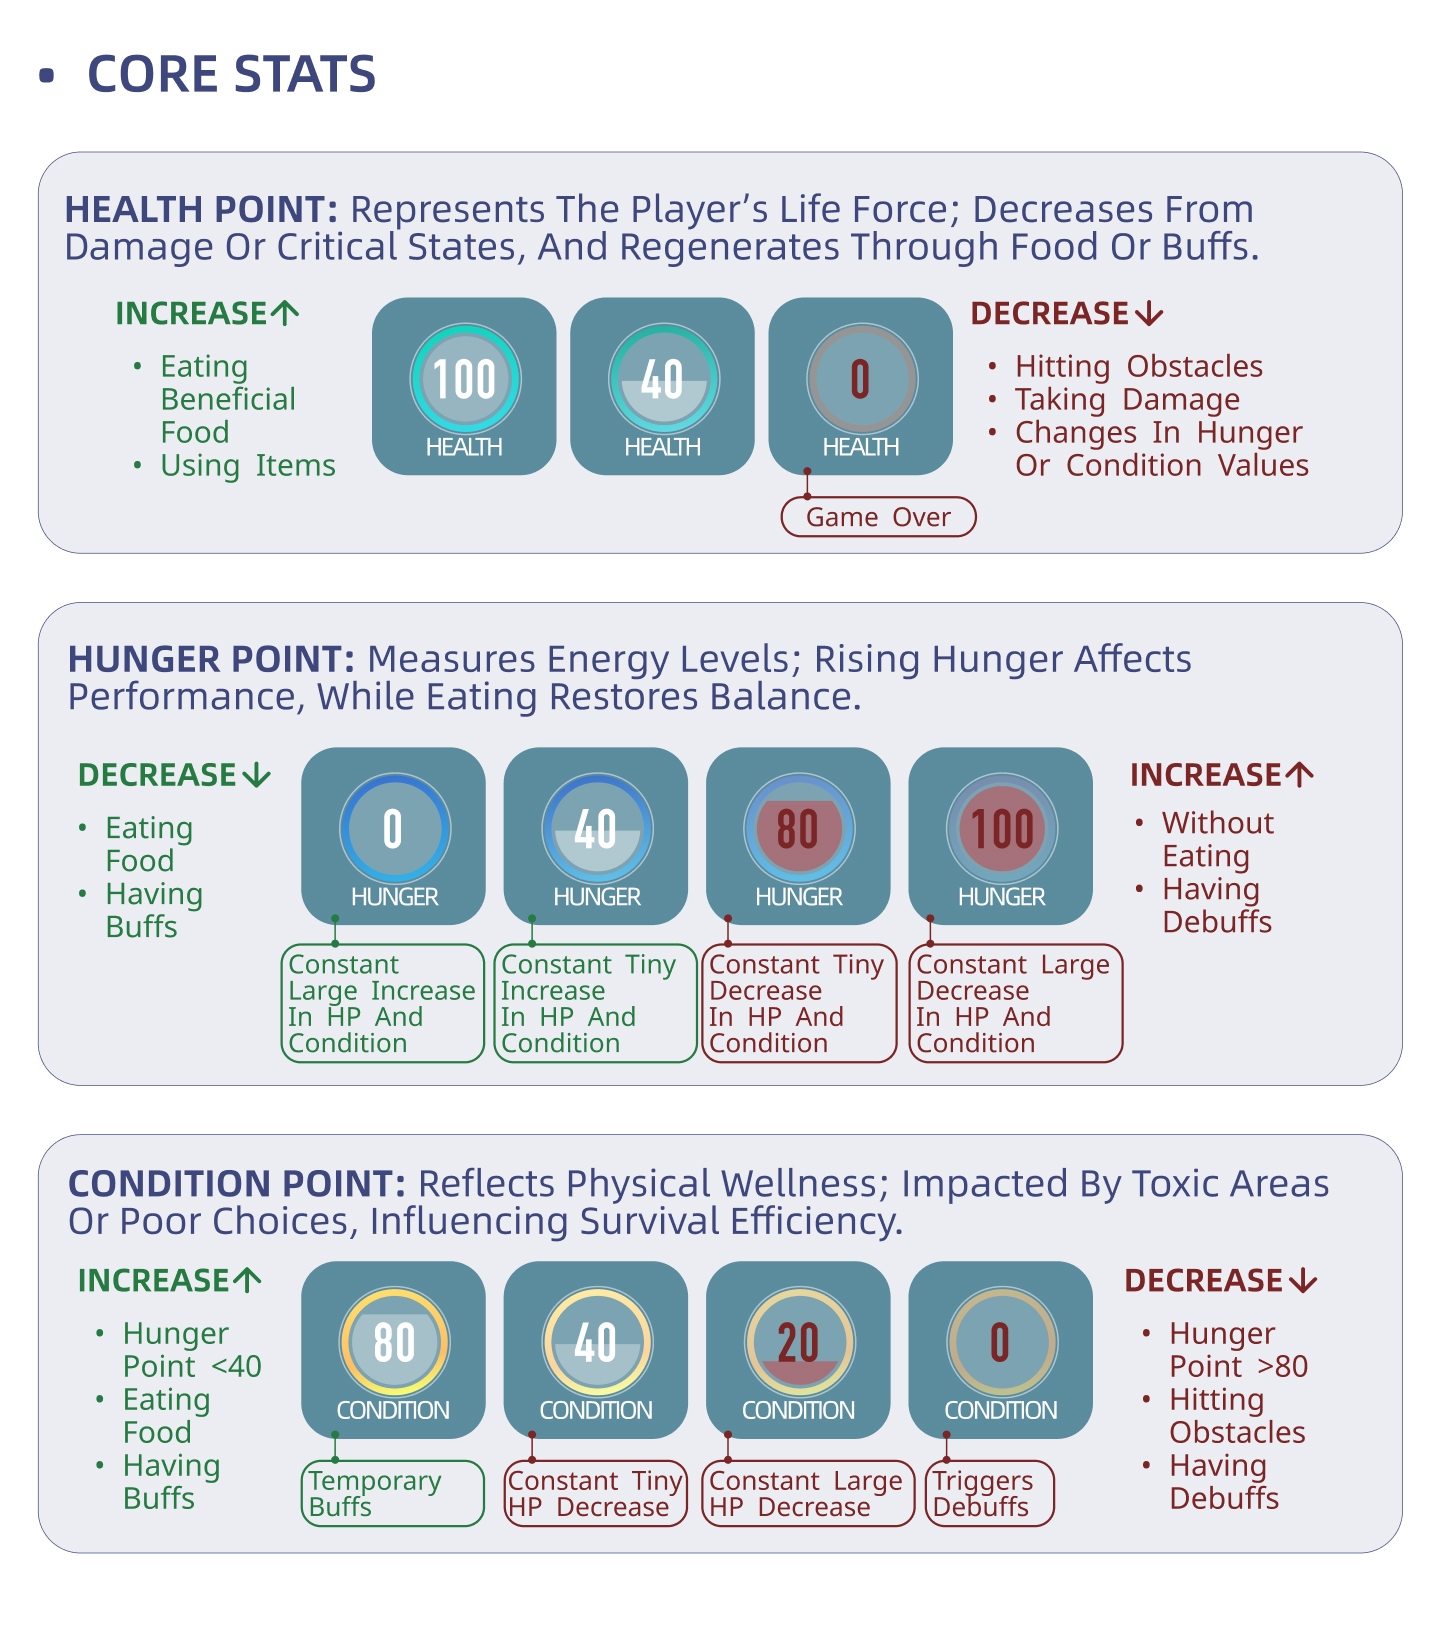 • CORE STATS
HEALTH POINT: Represents The Player’s Life Force; Decreases From
Damage Or Critical States, And Regenerates Through Food Or Buffs.
INCREASE↑
• Eating
Beneficial
Food
• Using Items
100
HEALTH
40
HEALTH
0
HEALTH
Game Over
DECREASE↓
• Hitting Obstacles
• Taking Damage
• Changes In Hunger
Or Condition Values
HUNGER POINT: Measures Energy Levels; Rising Hunger Affects
Performance, While Eating Restores Balance.
DECREASE↓
• Eating
Food
• Having
Buffs
0
HUNGER
Constant
Large Increase
In HP And
Condition
40
HUNGER
Constant Tiny
Increase
In HP And
Condition
80
HUNGER
Constant Tiny
Decrease
In HP And
Condition
100
HUNGER
Constant Large
Decrease
In HP And
Condition
INCREASE↑
• Without
Eating
• Having
Debuffs
CONDITION POINT: Reflects Physical Wellness; Impacted By Toxic Areas
Or Poor Choices, Influencing Survival Efficiency.
INCREASE↑
• Hunger
Point <40
• Eating
Food
• Having
Buffs
80
CONDITION
Temporary
Buffs
40
CONDITION
Constant Tiny
HP Decrease
20
CONDITION
Constant Large
HP Decrease
0
CONDITION
Triggers
Debuffs
DECREASE↓
• Hunger
Point >80
• Hitting
Obstacles
• Having
Debuffs